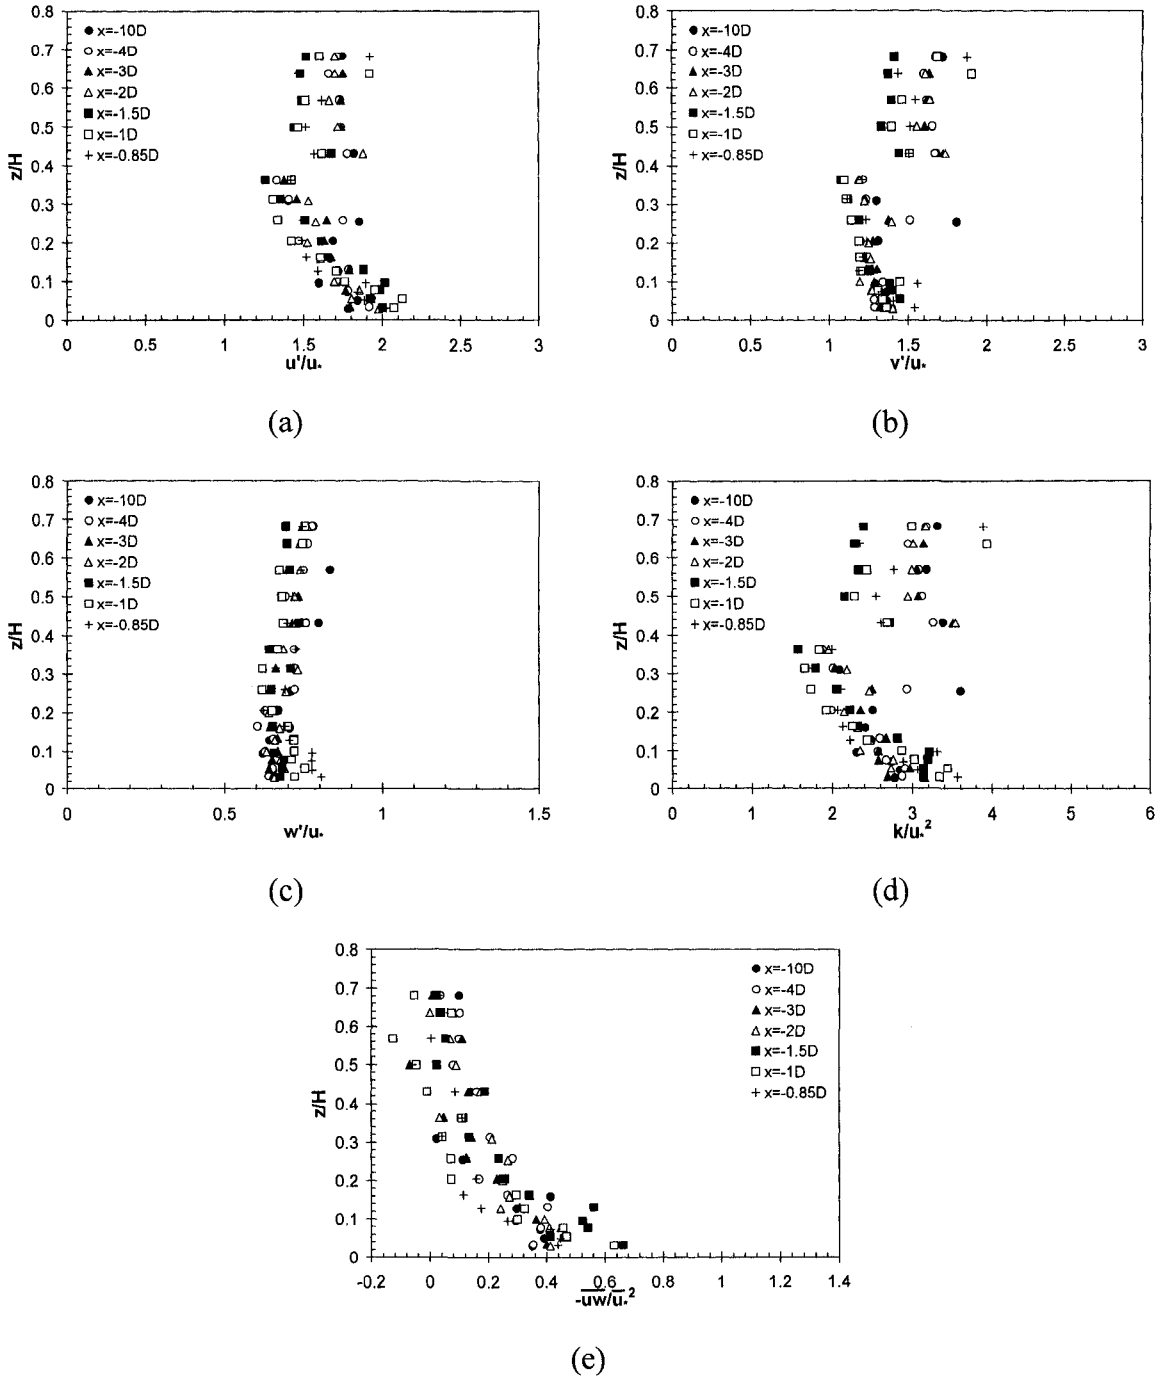 0.8
0.7
0.6
0.5
0.4
0.3
0.2
0.1
0
z/H
x=-10D
x=-4D
x=-3D
x=-2D
x=-1.5D
x=-1D
x=-0.85D
0 0.5 1 1.5 2 2.5 3
u'/u*
(a)
0.8
0.7
0.6
0.5
0.4
0.3
0.2
0.1
0
z/H
x=-10D
x=-4D
x=-3D
x=-2D
x=-1.5D
x=-1D
x=-0.85D
0 0.5 1 1.5 2 2.5 3
v'/u*
(b)
0.8
0.7
0.6
0.5
0.4
0.3
0.2
0.1
0
z/H
x=-10D
x=-4D
x=-3D
x=-2D
x=-1.5D
x=-1D
x=-0.85D
0 0.5 1 1.5
w'/u*
(c)
0.8
0.7
0.6
0.5
0.4
0.3
0.2
0.1
0
z/H
x=-10D
x=-4D
x=-3D
x=-2D
x=-1.5D
x=-1D
x=-0.85D
0 1 2 3 4 5 6
k/u*²
(d)
0.8
0.7
0.6
0.5
0.4
0.3
0.2
0.1
0
z/H
x=-10D
x=-4D
x=-3D
x=-2D
x=-1.5D
x=-1D
x=-0.85D
-0.2 0 0.2 0.4 0.6 0.8 1 1.2 1.4
-uw/u*²
(e)